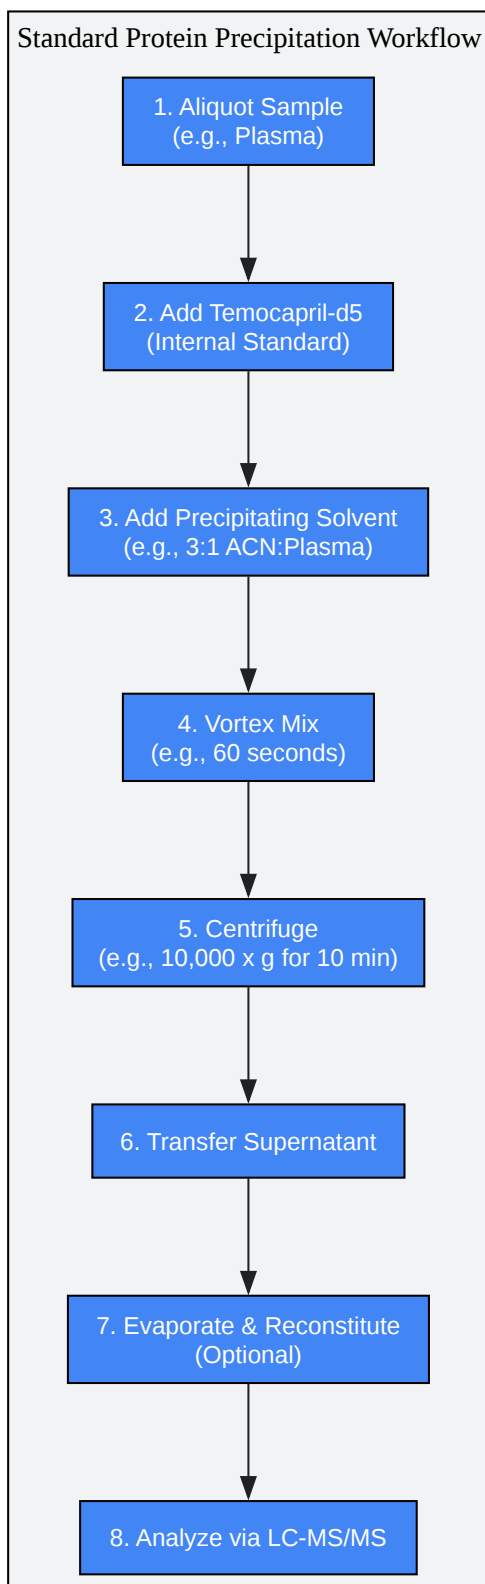 Standard Protein Precipitation Workflow
1. Aliquot Sample
(e.g., Plasma)
2. Add Temocapril-d5
(Internal Standard)
3. Add Precipitating Solvent
(e.g., 3:1 ACN:Plasma)
4. Vortex Mix
(e.g., 60 seconds)
5. Centrifuge
(e.g., 10,000 x g for 10 min)
6. Transfer Supernatant
7. Evaporate & Reconstitute
(Optional)
8. Analyze via LC-MS/MS